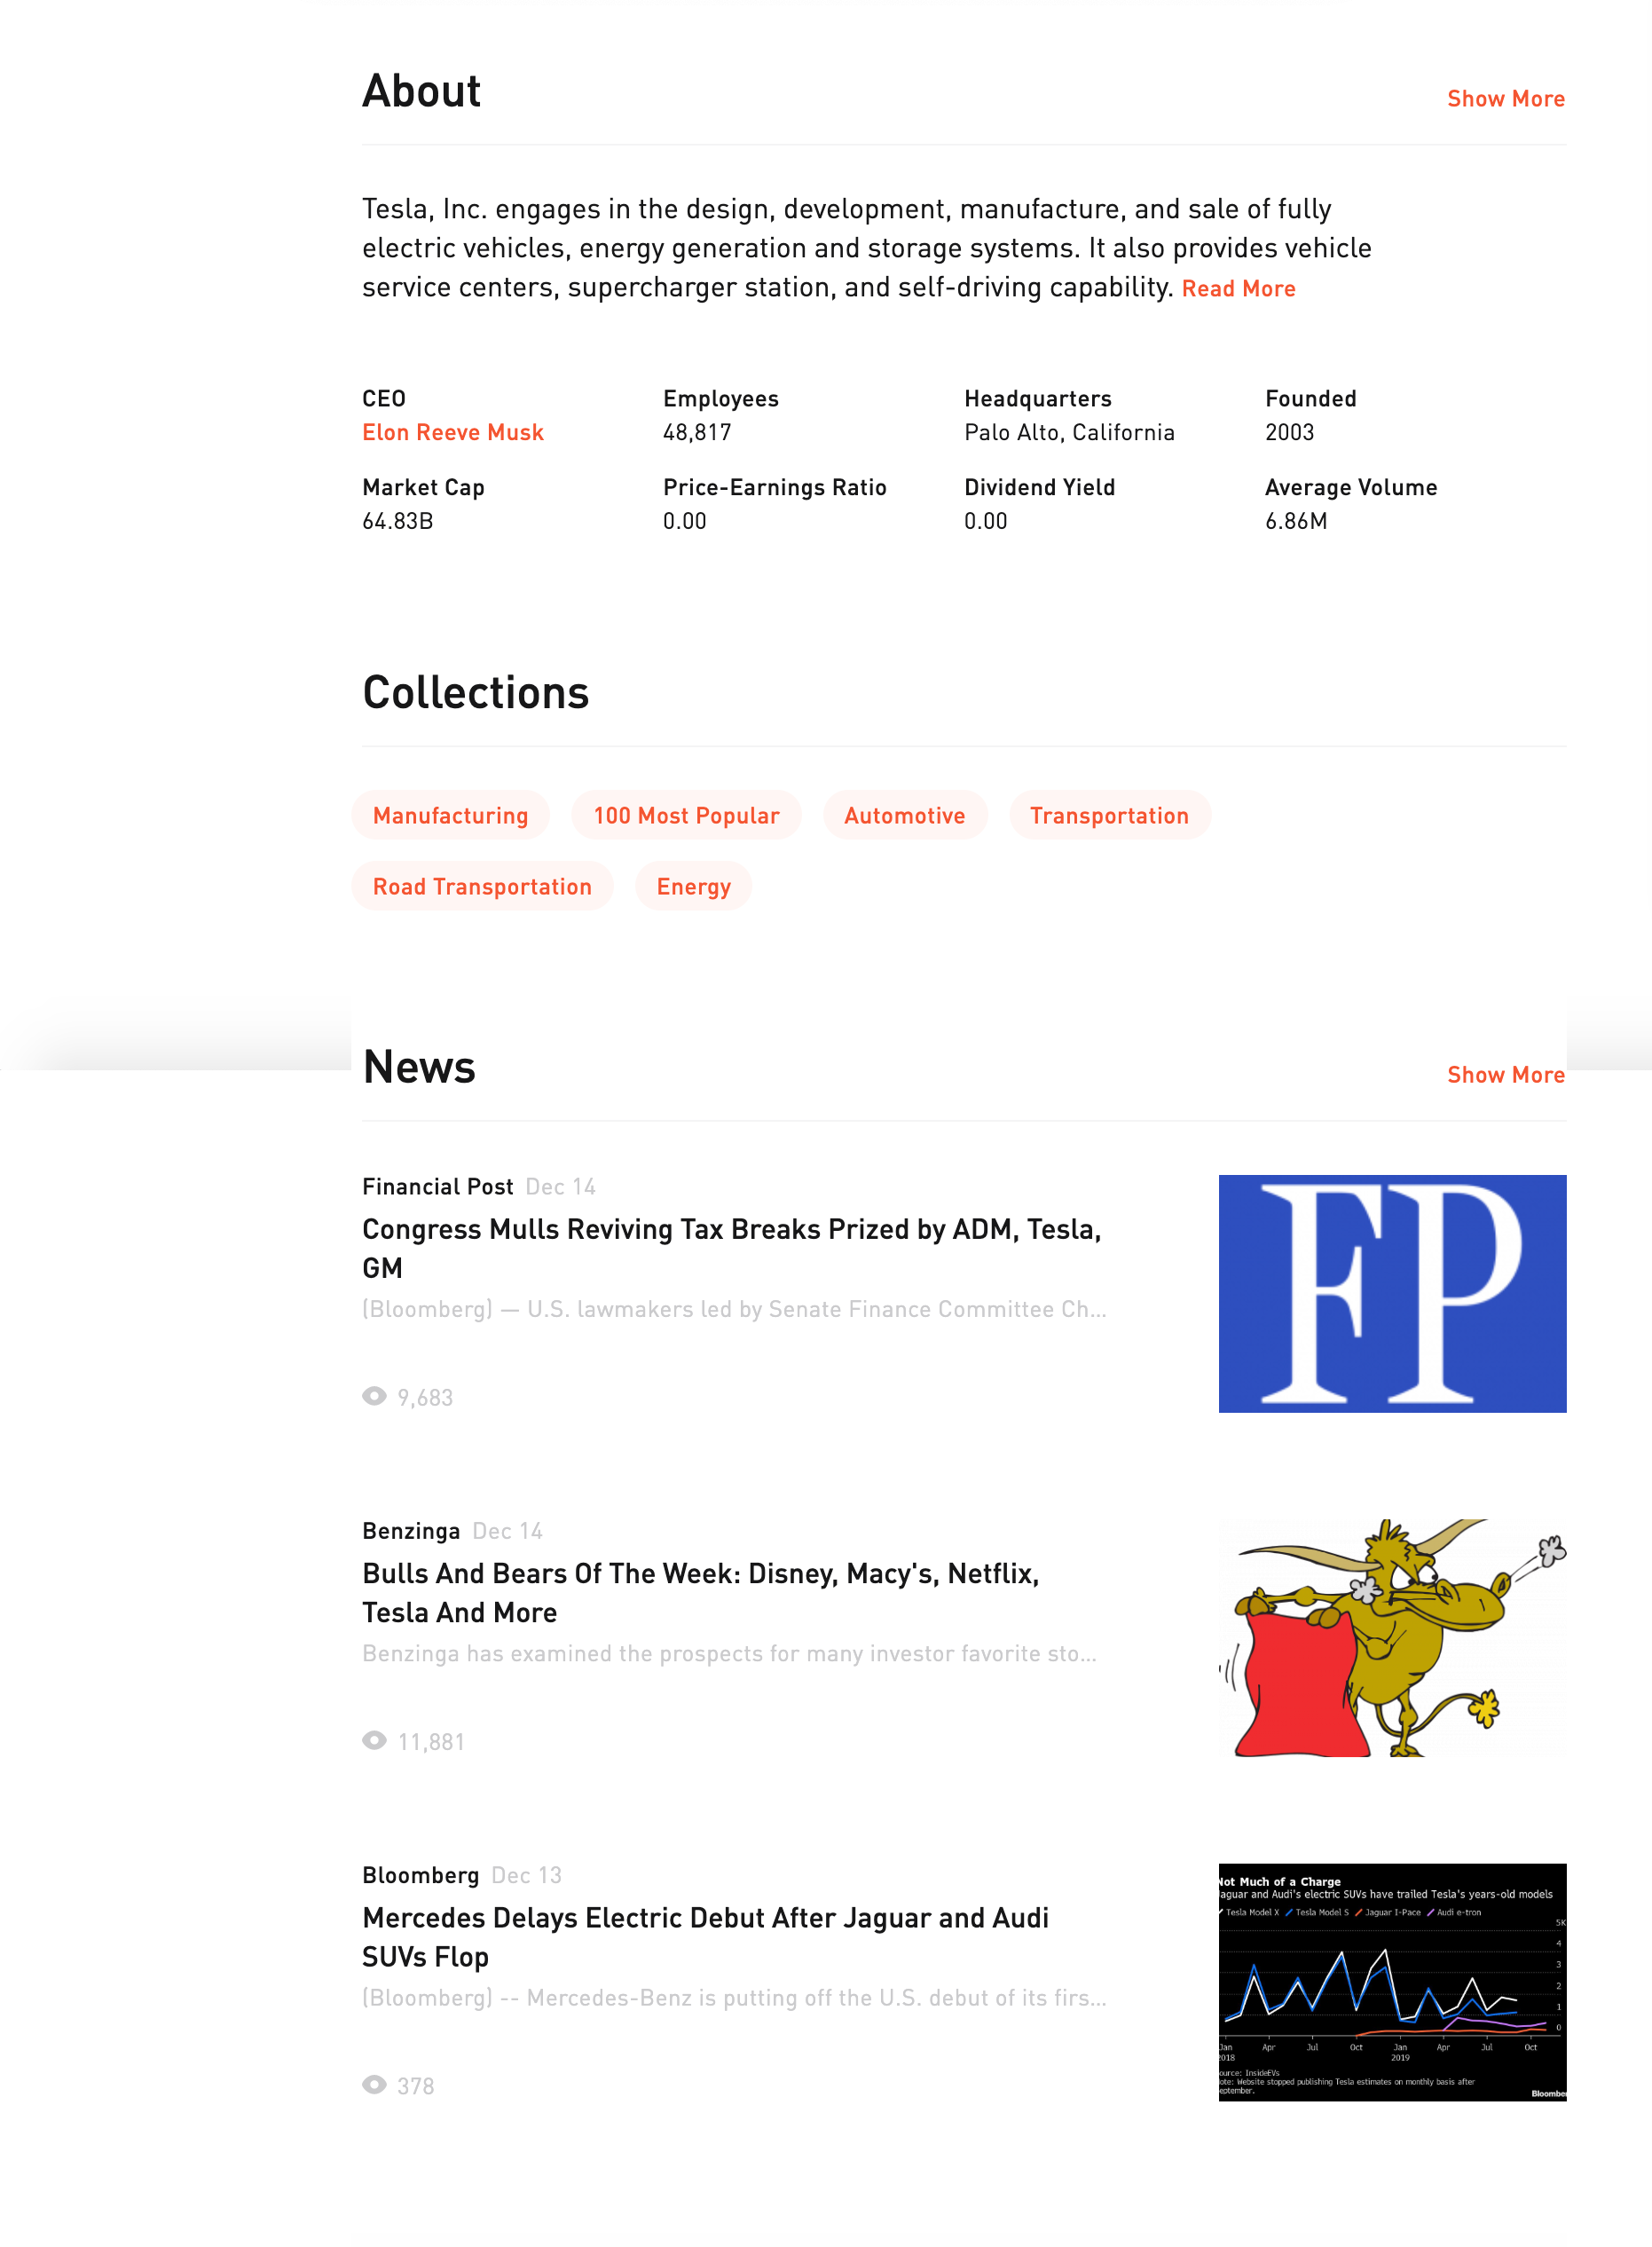 About
Show More
Tesla, Inc. engages in the design, development, manufacture, and sale of fully
electric vehicles, energy generation and storage systems. It also provides vehicle
service centers, supercharger station, and self-driving capability. Read More
CEO
Elon Reeve Musk
Employees
48,817
Headquarters
Palo Alto, California
Founded
2003
Market Cap
64.83B
Price-Earnings Ratio
0.00
Dividend Yield
0.00
Average Volume
6.86M
Collections
Manufacturing
100 Most Popular
Automotive
Transportation
Road Transportation
Energy
News
Show More
Financial Post Dec 14
Congress Mulls Reviving Tax Breaks Prized by ADM, Tesla,
GM
(Bloomberg) — U.S. lawmakers led by Senate Finance Committee Ch...
9,683
FP
Benzinga Dec 14
Bulls And Bears Of The Week: Disney, Macy's, Netflix,
Tesla And More
Benzinga has examined the prospects for many investor favorite sto...
11,881
Bloomberg Dec 13
Mercedes Delays Electric Debut After Jaguar and Audi
SUVs Flop
(Bloomberg) -- Mercedes-Benz is putting off the U.S. debut of its firs...
378
Not Much of a Charge
Jaguar and Audi's electric SUVs have trailed Tesla's years-old models
Tesla Model X Tesla Model S Jaguar I-Pace Audi e-tron
5K
4
3
2
1
0
Jan Apr Jul Oct Jan Apr Jul Oct
2018 2019
ource: InsideEVs
ote: Website stopped publishing Tesla estimates on monthly basis after
eptember.
Bloomber